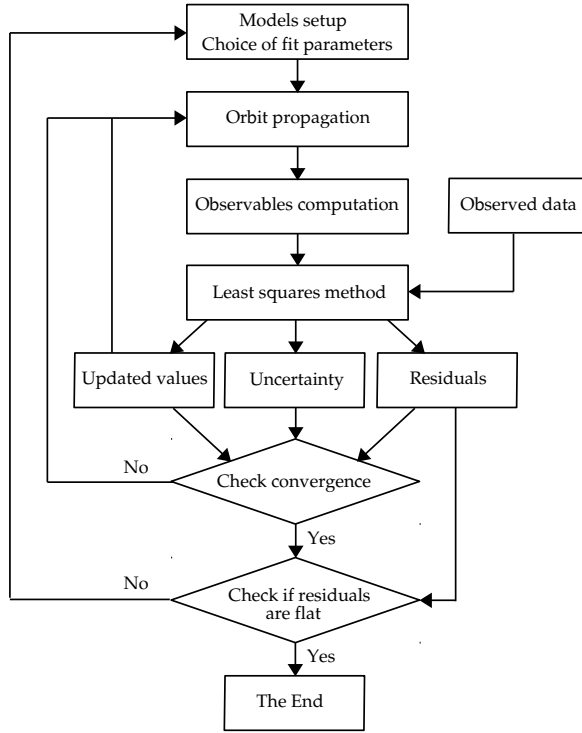 Models setup
Choice of fit parameters
Orbit propagation
Observables computation
Observed data
Least squares method
Updated values
Uncertainty
Residuals
No
Check convergence
Yes
No
Check if residuals
are flat
Yes
The End